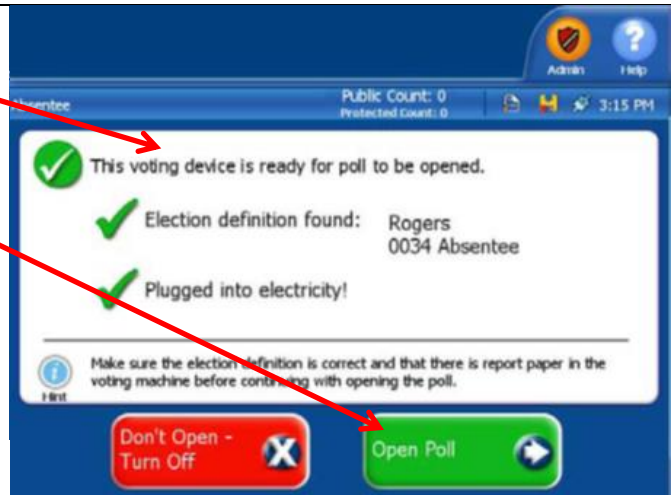 Admin
Help
Absentee
Public Count: 0
Protected Count: 0
3:15 PM
This voting device is ready for poll to be opened.
Election definition found:
Rogers
0034 Absentee
Plugged into electricity!
Hint
Make sure the election definition is correct and that there is report paper in the
voting machine before continuing with opening the poll.
Don't Open -
Turn Off
Open Poll